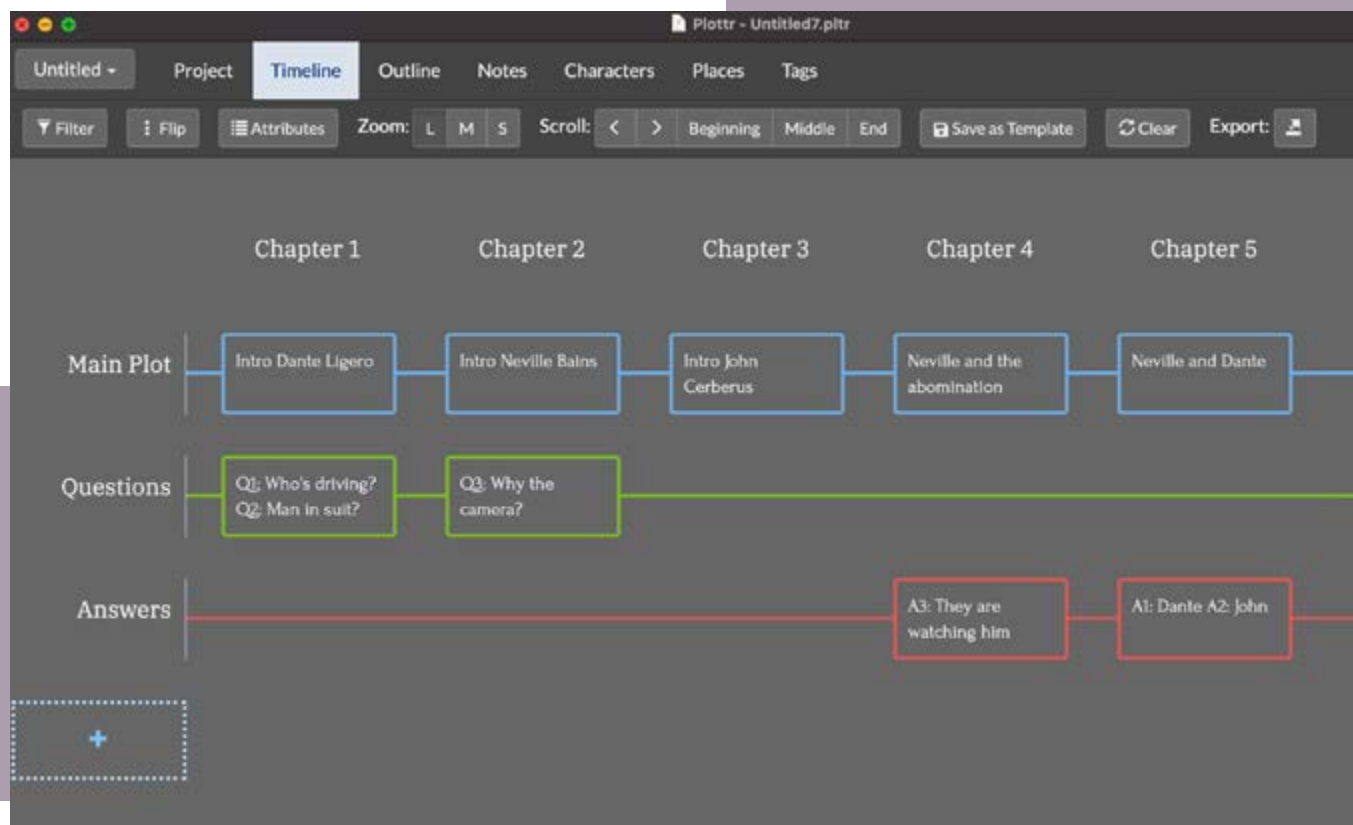 Plottr - Untitled7.pltr
Untitled Project Timeline Outline Notes Characters Places Tags
Filter Flip Attributes Zoom: L M S Scroll: < > Beginning Middle End Save as Template Clear Export:
Chapter 1 Chapter 2 Chapter 3 Chapter 4 Chapter 5
Main Plot
Intro Dante Ligero
Intro Neville Bains
Intro John
Cerberus
Neville and the
abomination
Neville and Dante
Questions
Q1: Who's driving?
Q2: Man in suit?
Q3: Why the
camera?
Answers
A3: They are
watching him
A1: Dante A2: John
+